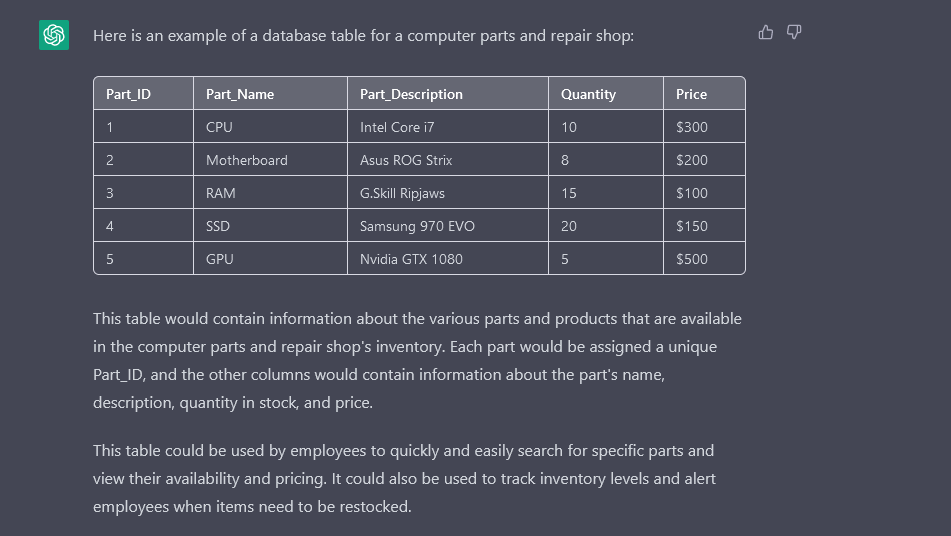 Here is an example of a database table for a computer parts and repair shop:
Part_ID Part_Name Part_Description Quantity Price
1 CPU Intel Core i7 10 $300
2 Motherboard Asus ROG Strix 8 $200
3 RAM G.Skill Ripjaws 15 $100
4 SSD Samsung 970 EVO 20 $150
5 GPU Nvidia GTX 1080 5 $500
This table would contain information about the various parts and products that are available
in the computer parts and repair shop's inventory. Each part would be assigned a unique
Part_ID, and the other columns would contain information about the part's name,
description, quantity in stock, and price.
This table could be used by employees to quickly and easily search for specific parts and
view their availability and pricing. It could also be used to track inventory levels and alert
employees when items need to be restocked.